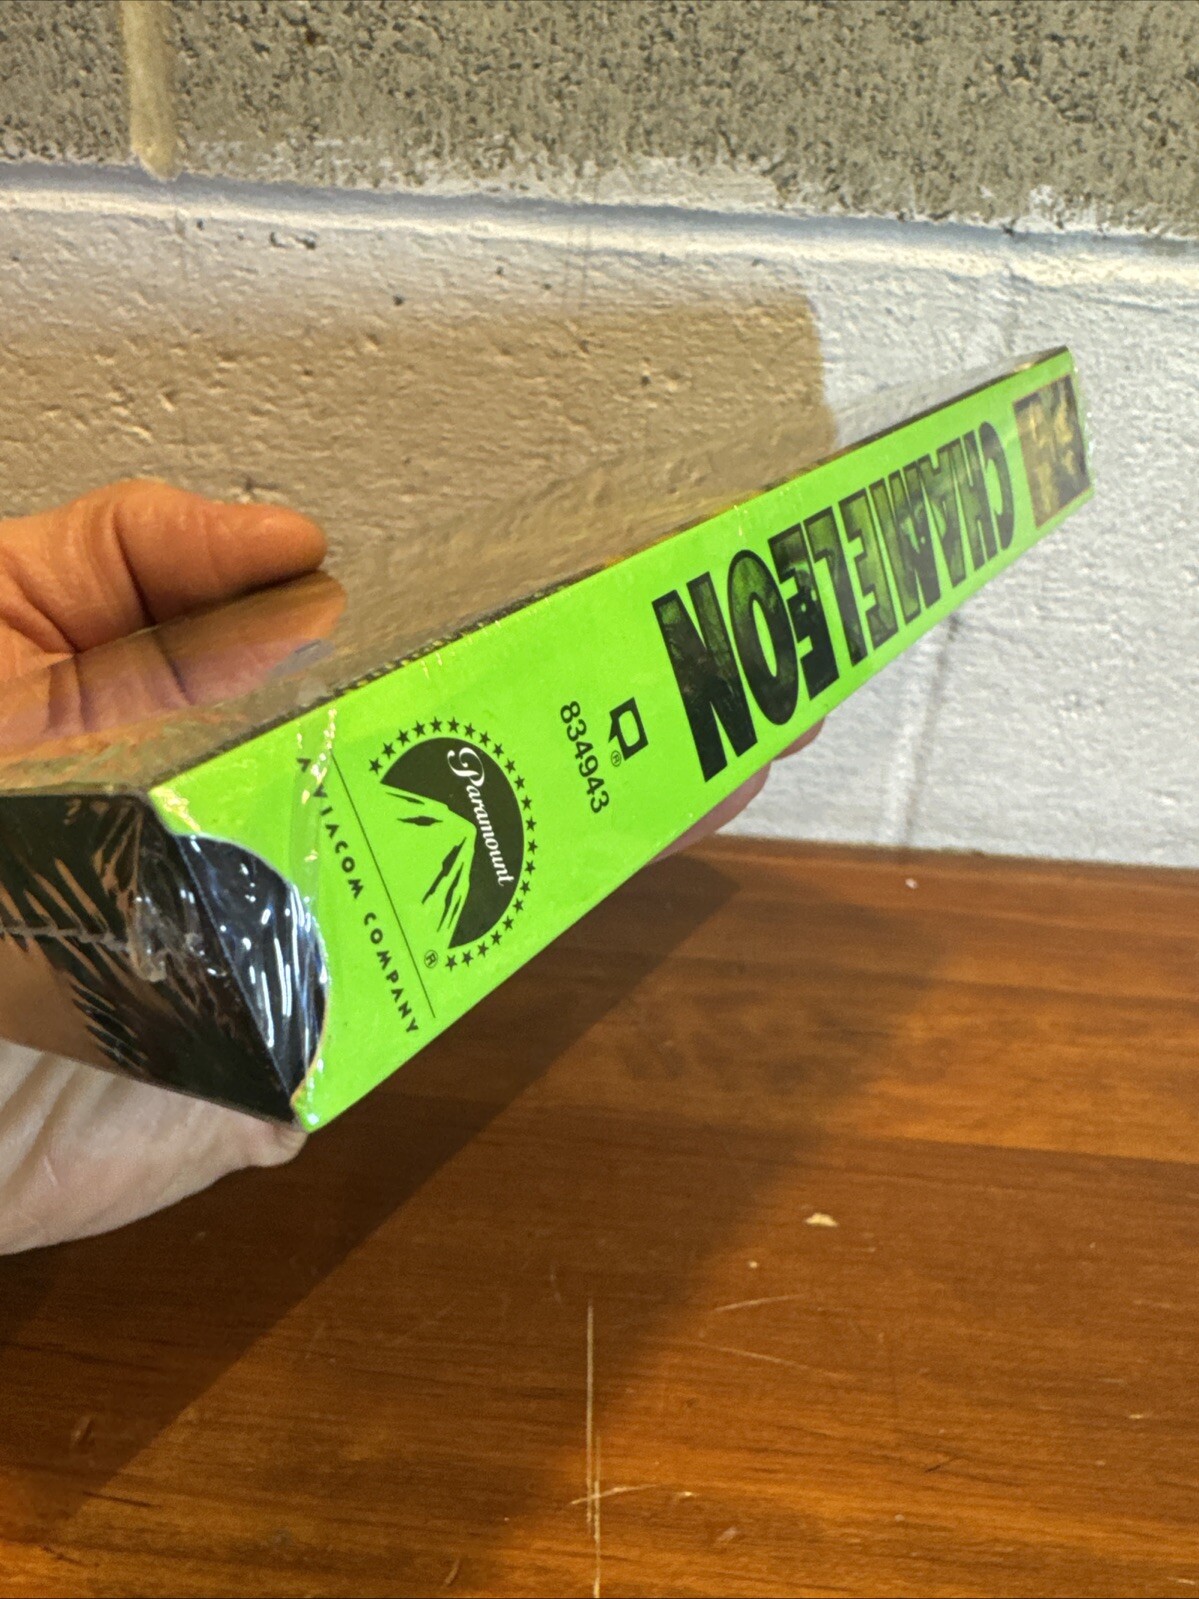 CHAMELEON
®
834943
Paramount
®
A VIACOM COMPANY